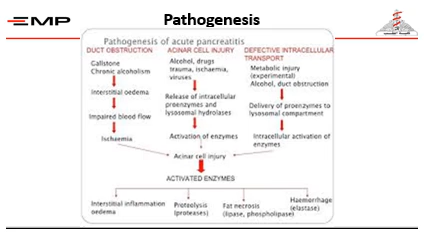 EMP
Pathogenesis
Pathogenesis of acute pancreatitis
DUCT OBSTRUCTION
Gallstone
Chronic alcoholism
Interstitial oedema
Impaired blood flow
Ischaemia
ACINAR CELL INJURY
Alcohol, drugs
trauma, ischaemia,
viruses
Release of intracellular
proenzymes and
lysosomal hydrolases
Activation of enzymes
DEFECTIVE INTRACELLULAR
TRANSPORT
Metabolic injury
(experimental)
Alcohol, duct obstruction
Delivery of proenzymes to
lysosomal compartment
Intracellular activation of
enzymes
Acinar cell injury
ACTIVATED ENZYMES
Interstitial inflammation
oedema
Proteolysis
(proteases)
Fat necrosis
(lipase, phospholipase)
Haemorrhage
(elastase)